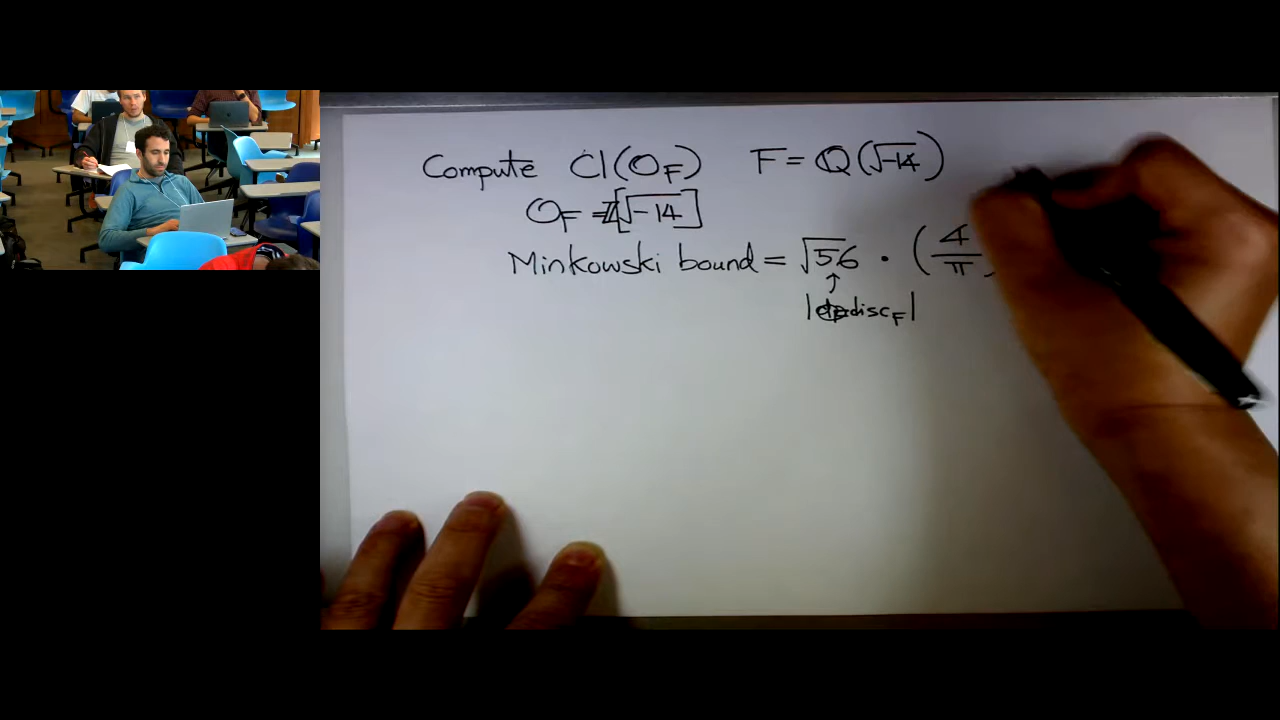 Compute Cl(O_F) F = Q(√-14)
O_F = Z[√-14]
Minkowski bound = √56 · (4/π)
↑
|disc_F|